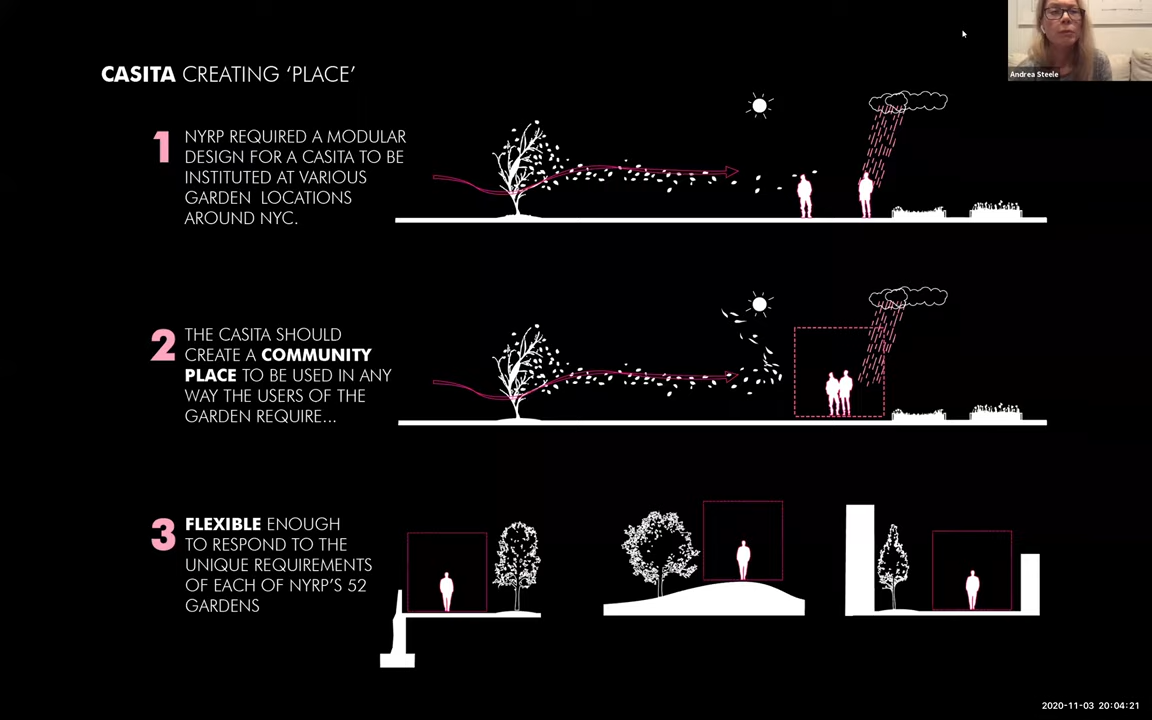 Andrea Steele
CASITA CREATING ‘PLACE’
1
NYRP REQUIRED A MODULAR
DESIGN FOR A CASITA TO BE
INSTITUTED AT VARIOUS
GARDEN LOCATIONS
AROUND NYC.
2
THE CASITA SHOULD
CREATE A COMMUNITY
PLACE TO BE USED IN ANY
WAY THE USERS OF THE
GARDEN REQUIRE...
3
FLEXIBLE ENOUGH
TO RESPOND TO THE
UNIQUE REQUIREMENTS
OF EACH OF NYRP’S 52
GARDENS
2020-11-03 20:04:21